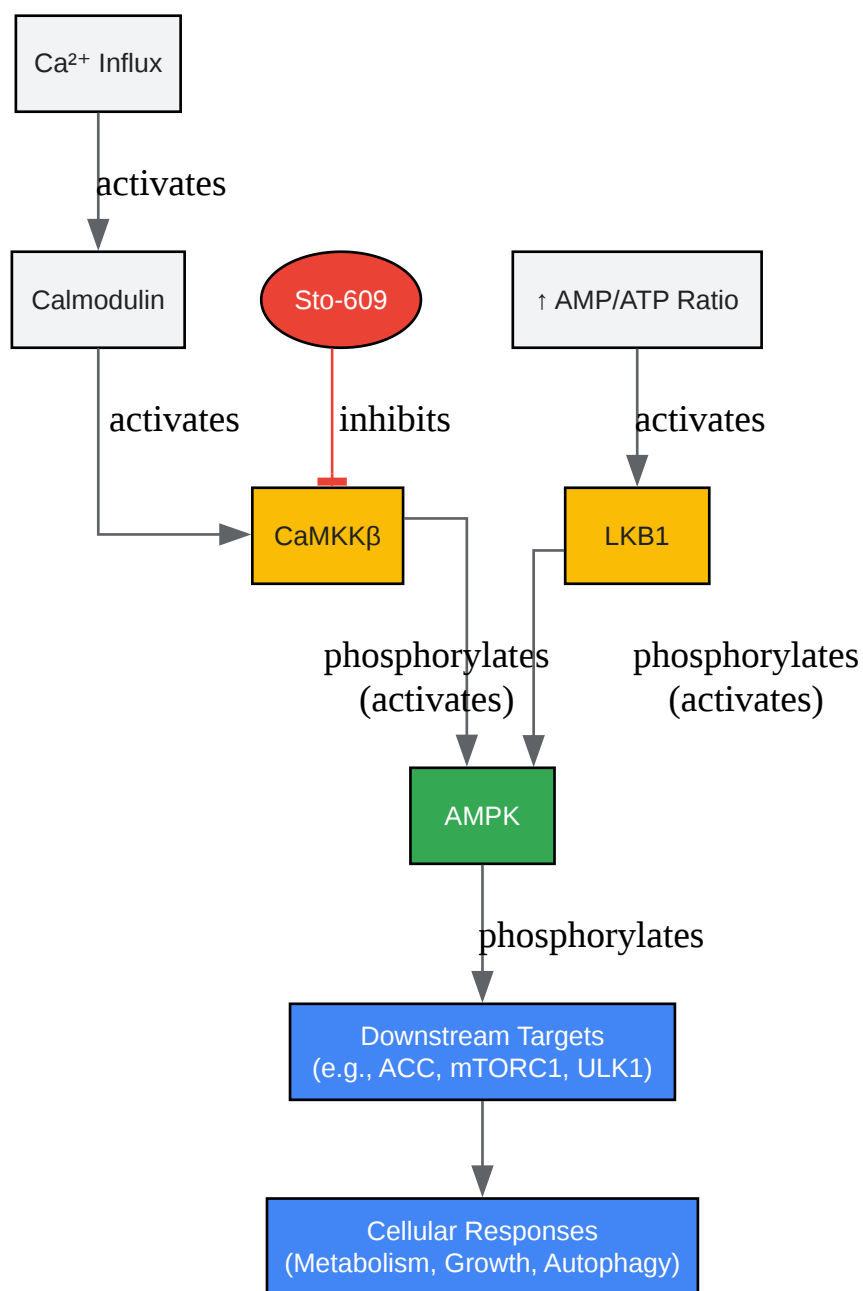 Ca²⁺ Influx
activates
Calmodulin
Sto-609
↑ AMP/ATP Ratio
activates
inhibits
activates
CaMKKβ
LKB1
phosphorylates
(activates)
phosphorylates
(activates)
AMPK
phosphorylates
Downstream Targets
(e.g., ACC, mTORC1, ULK1)
Cellular Responses
(Metabolism, Growth, Autophagy)